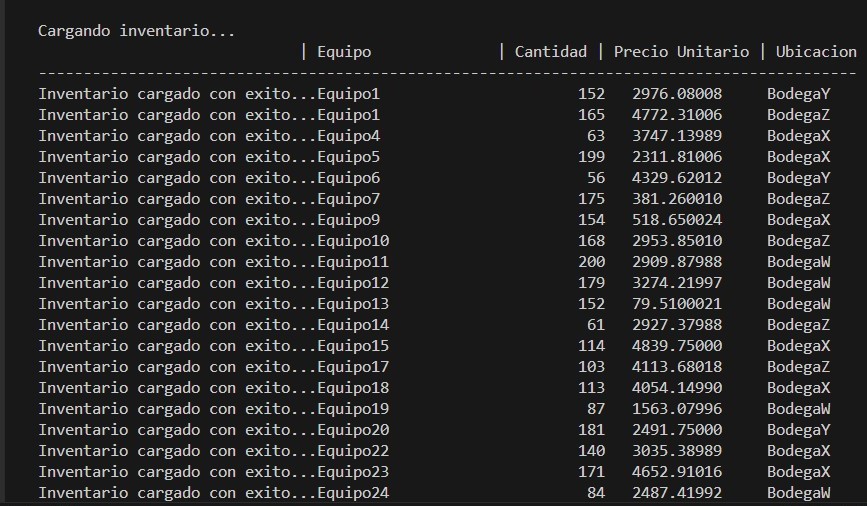 Cargando inventario...
| Equipo | Cantidad | Precio Unitario | Ubicacion
-------------------------------------------------------------------------------------------
Inventario cargado con exito...Equipo1 152 2976.08008 BodegaY
Inventario cargado con exito...Equipo1 165 4772.31006 BodegaZ
Inventario cargado con exito...Equipo4 63 3747.13989 BodegaX
Inventario cargado con exito...Equipo5 199 2311.81006 BodegaX
Inventario cargado con exito...Equipo6 56 4329.62012 BodegaY
Inventario cargado con exito...Equipo7 175 381.260010 BodegaZ
Inventario cargado con exito...Equipo9 154 518.650024 BodegaX
Inventario cargado con exito...Equipo10 168 2953.85010 BodegaZ
Inventario cargado con exito...Equipo11 200 2909.87988 BodegaW
Inventario cargado con exito...Equipo12 179 3274.21997 BodegaW
Inventario cargado con exito...Equipo13 152 79.5100021 BodegaW
Inventario cargado con exito...Equipo14 61 2927.37988 BodegaZ
Inventario cargado con exito...Equipo15 114 4839.75000 BodegaX
Inventario cargado con exito...Equipo17 103 4113.68018 BodegaZ
Inventario cargado con exito...Equipo18 113 4054.14990 BodegaX
Inventario cargado con exito...Equipo19 87 1563.07996 BodegaW
Inventario cargado con exito...Equipo20 181 2491.75000 BodegaY
Inventario cargado con exito...Equipo22 140 3035.38989 BodegaX
Inventario cargado con exito...Equipo23 171 4652.91016 BodegaX
Inventario cargado con exito...Equipo24 84 2487.41992 BodegaW